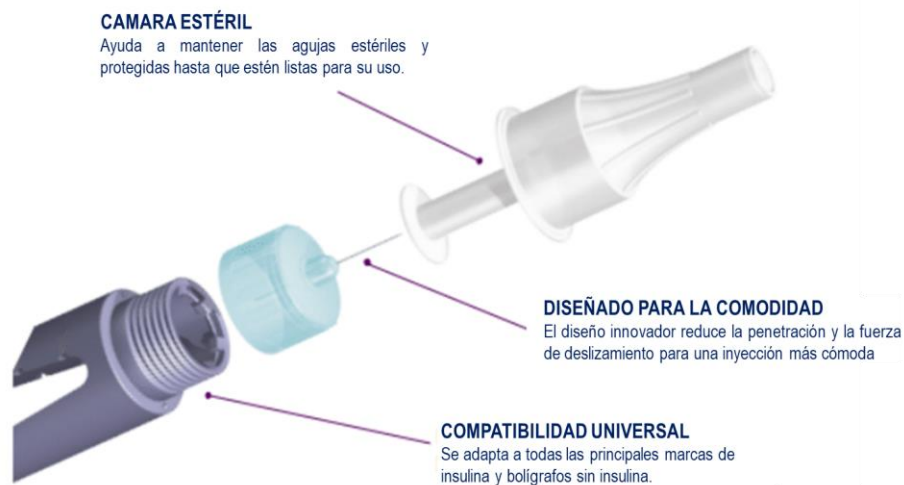 CAMARA ESTÉRIL
Ayuda a mantener las agujas estériles y
protegidas hasta que estén listas para su uso.
DISEÑADO PARA LA COMODIDAD
El diseño innovador reduce la penetración y la fuerza
de deslizamiento para una inyección más cómoda
COMPATIBILIDAD UNIVERSAL
Se adapta a todas las principales marcas de
insulina y bolígrafos sin insulina.